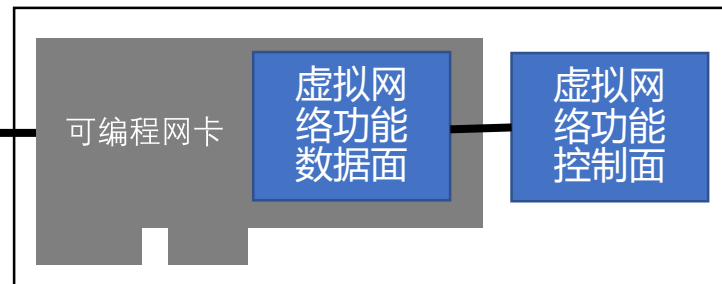 可编程网卡
虚拟网
络功能
数据面
虚拟网
络功能
控制面